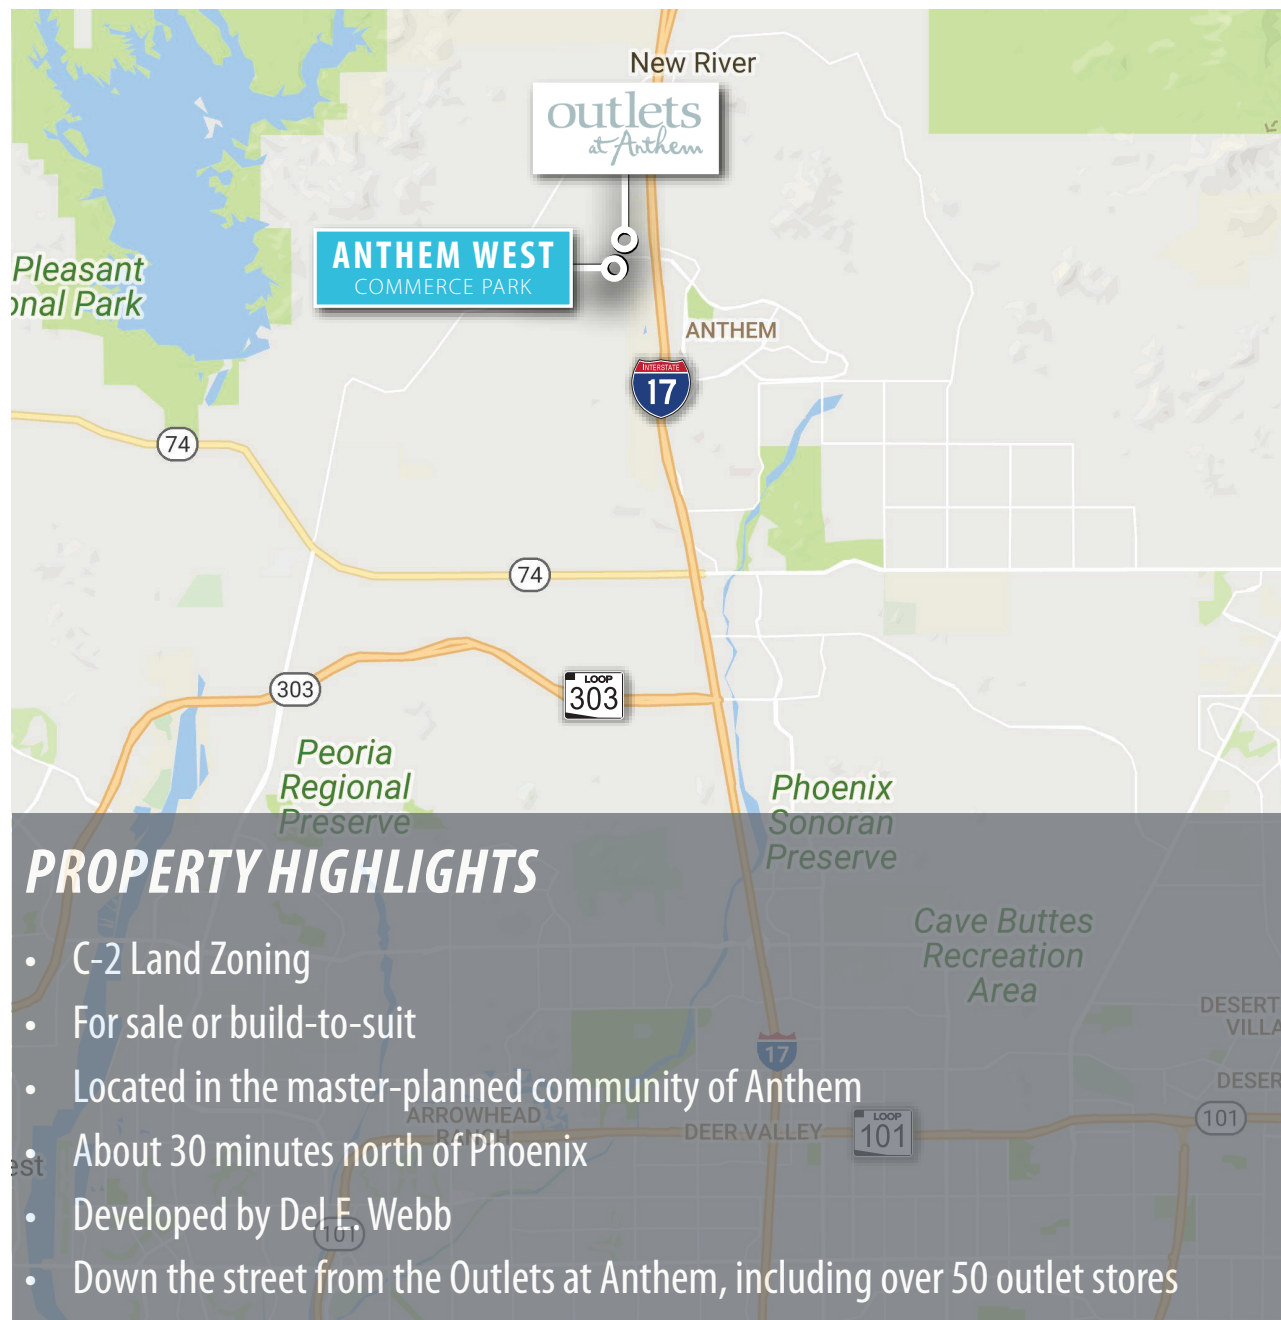 New River
outlets
at Anthem
ANTHEM WEST
COMMERCE PARK
Pleasant
onal Park
ANTHEM
INTERSTATE
17
74
74
303
LOOP
303
Peoria
Regional
Preserve
Phoenix
Sonoran
Preserve
PROPERTY HIGHLIGHTS
Cave Buttes
Recreation
Area
• C-2 Land Zoning
DESERT
VILLA
• For sale or build-to-suit
17
DESER
• Located in the master-planned community of Anthem
ARROWHEAD
RANCH
DEER VALLEY
LOOP
101
101
• About 30 minutes north of Phoenix
est
• Developed by Del E. Webb
101
• Down the street from the Outlets at Anthem, including over 50 outlet stores